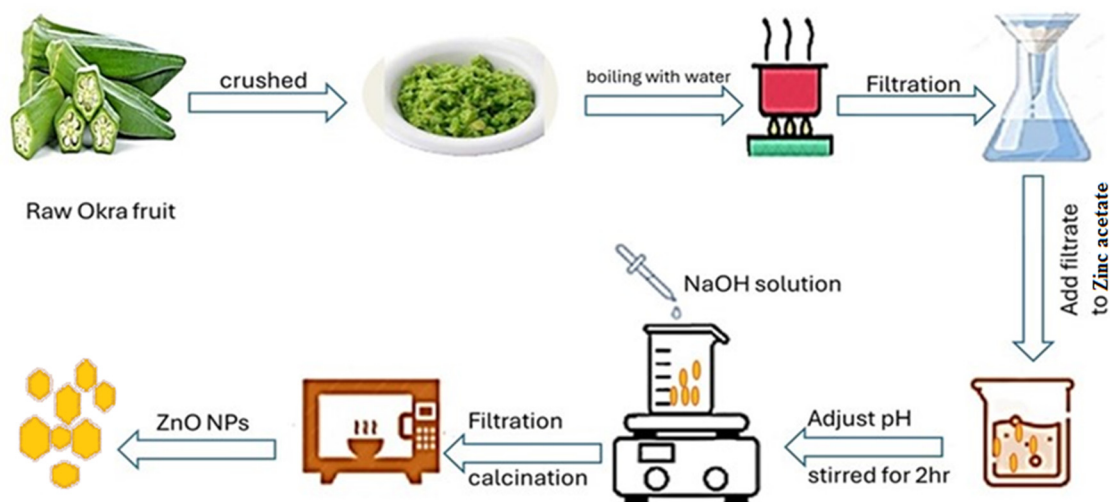 crushed
boiling with water
Filtration
Raw Okra fruit
Add filtrate
to Zinc acetate
NaOH solution
Adjust pH
stirred for 2hr
Filtration
calcination
ZnO NPs